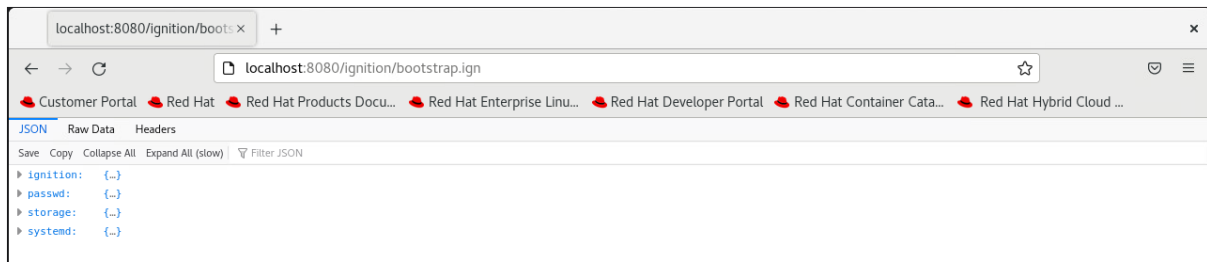 localhost:8080/ignition/boots × +
×
localhost:8080/ignition/bootstrap.ign
Customer Portal Red Hat Red Hat Products Docu... Red Hat Enterprise Linu... Red Hat Developer Portal Red Hat Container Cata... Red Hat Hybrid Cloud ...
JSON Raw Data Headers
Save Copy Collapse All Expand All (slow) Filter JSON
ignition: {…}
passwd: {…}
storage: {…}
systemd: {…}